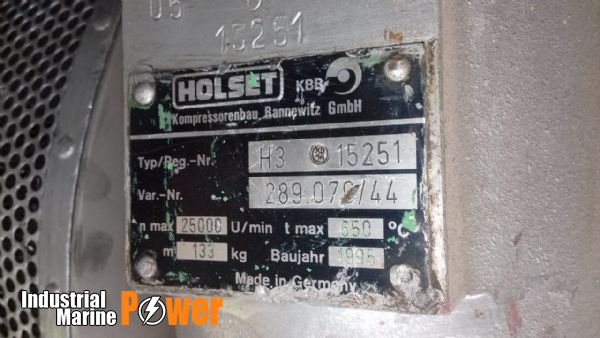 15251
HOLSET KBB
Kompressorenbau Bannewitz GmbH
Typ/Reg.-Nr. H3 15251
Var.-Nr. 289.079/44
n max 25000 U/min t max 650 °C
m 133 kg Baujahr 1995
Made in Germany
Industrial
Marine Power